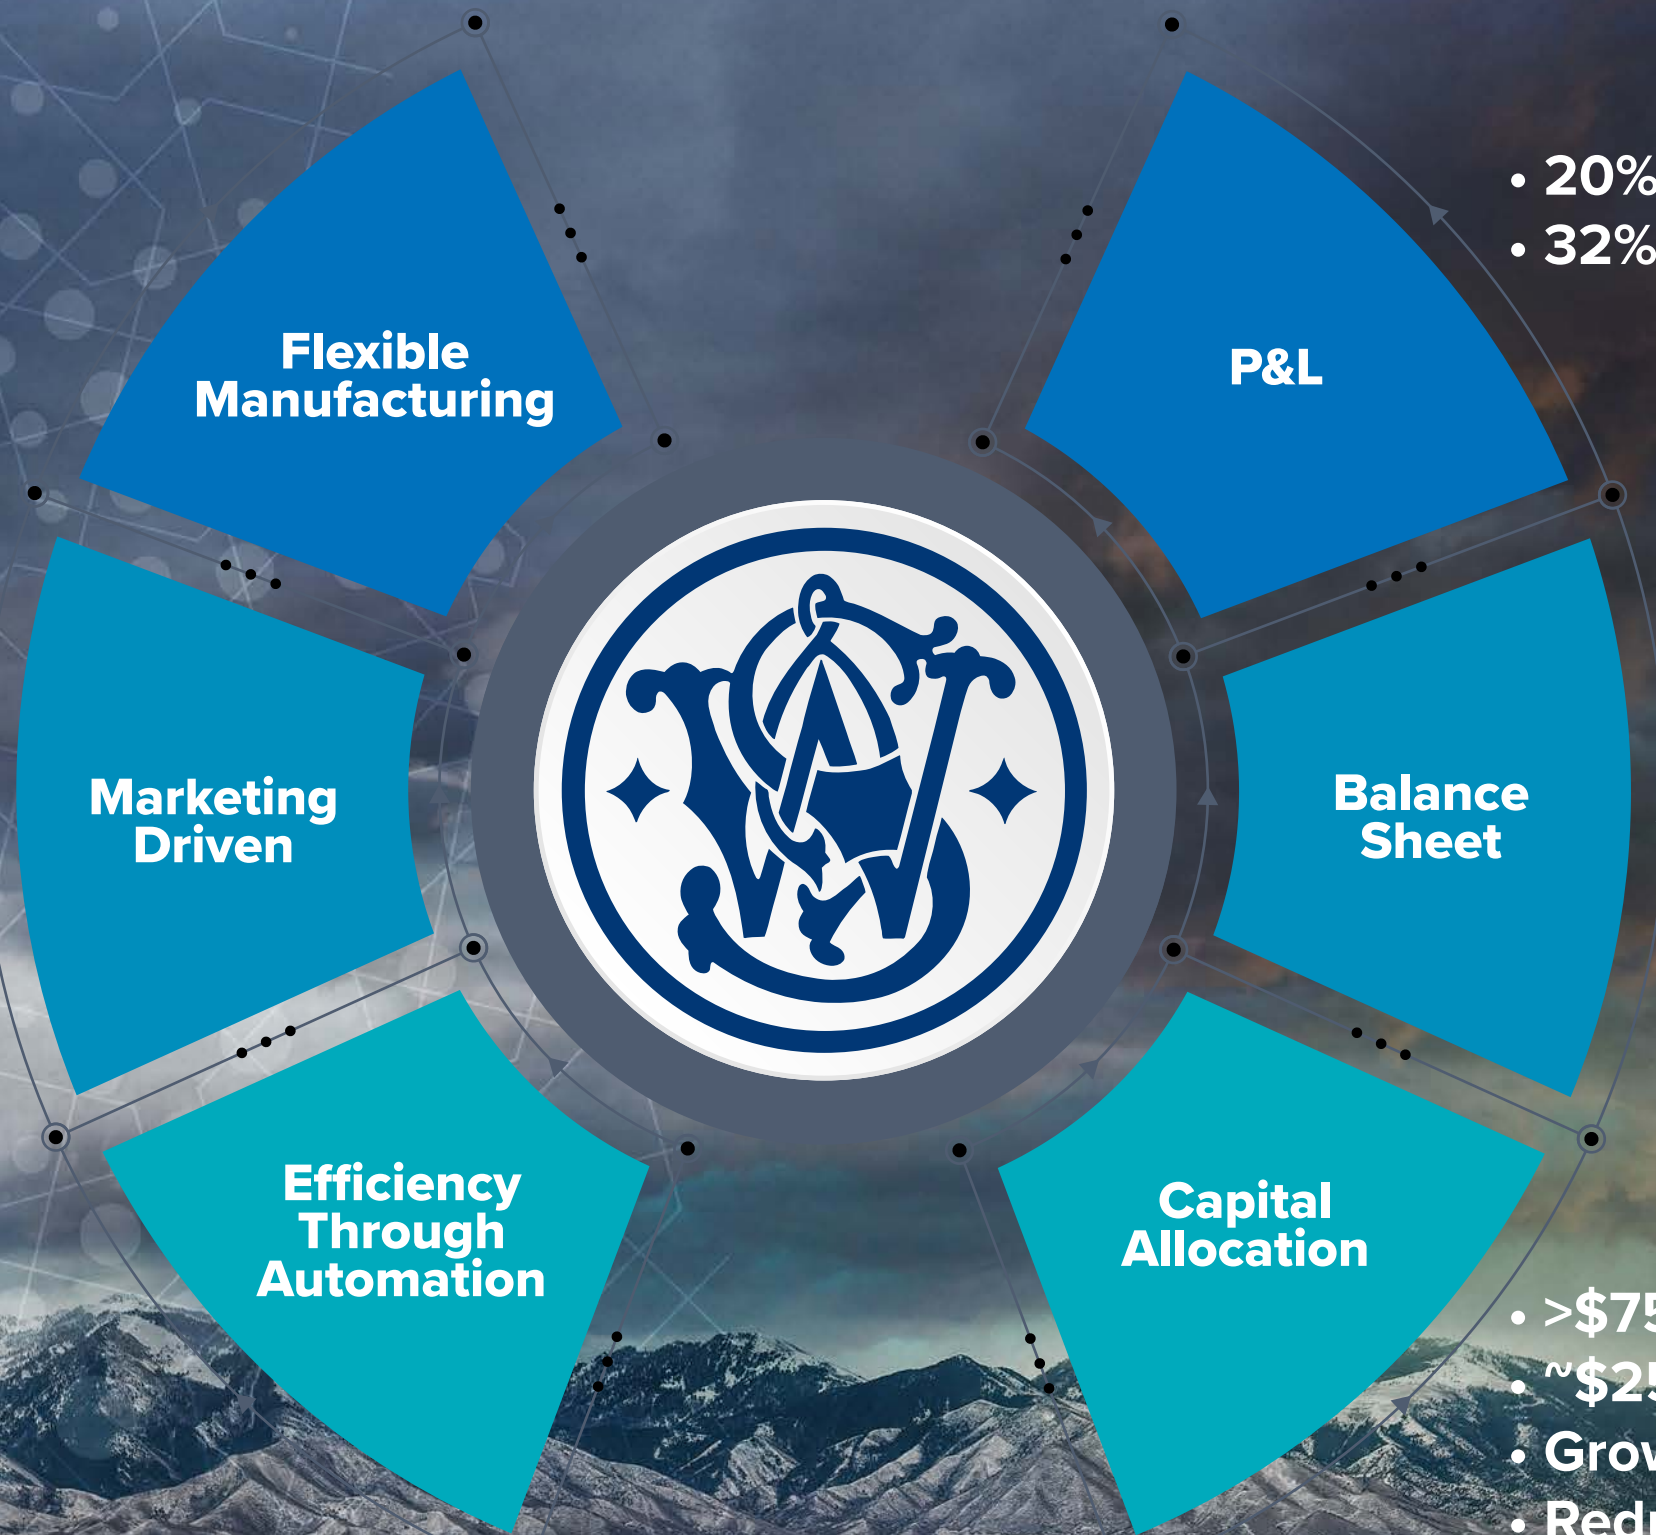 Flexible
Manufacturing
Marketing
Driven
Efficiency
Through
Automation
P&L
Balance
Sheet
Capital
Allocation
• 20%
• 32%
• >$75
• ~$25